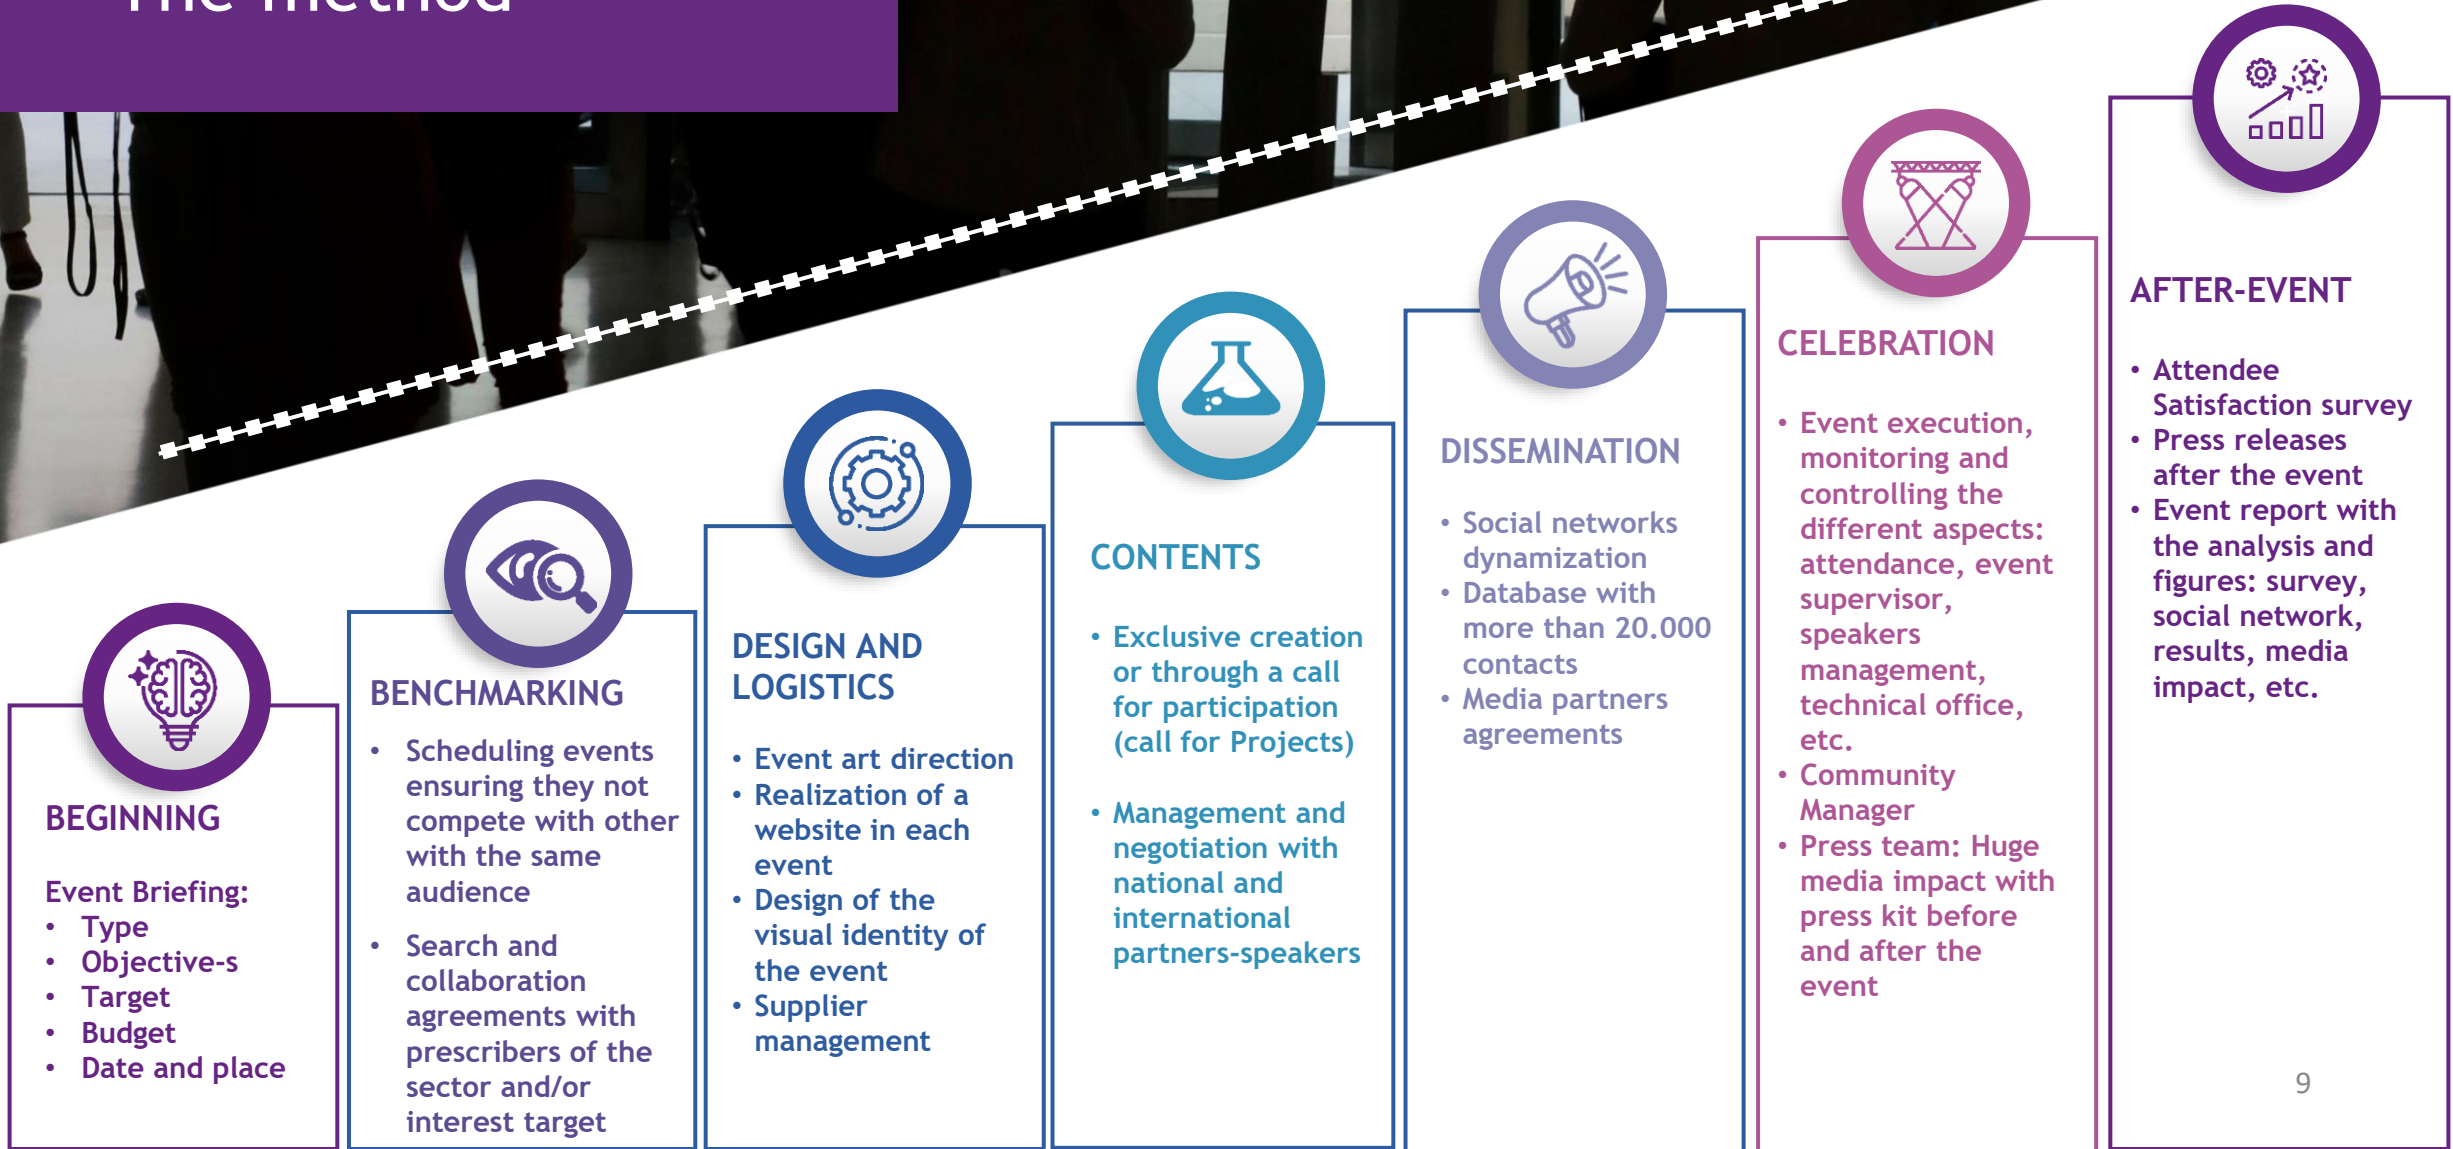 The method
BEGINNING
Event Briefing:
• Type
• Objective-s
• Target
• Budget
• Date and place
BENCHMARKING
• Scheduling events
ensuring they not
compete with other
with the same
audience
• Search and
collaboration
agreements with
prescribers of the
sector and/or
interest target
DESIGN AND
LOGISTICS
• Event art direction
• Realization of a
website in each
event
• Design of the
visual identity of
the event
• Supplier
management
CONTENTS
• Exclusive creation
or through a call
for participation
(call for Projects)
• Management and
negotiation with
national and
international
partners-speakers
DISSEMINATION
• Social networks
dynamization
• Database with
more than 20.000
contacts
• Media partners
agreements
CELEBRATION
• Event execution,
monitoring and
controlling the
different aspects:
attendance, event
supervisor,
speakers
management,
technical office,
etc.
• Community
Manager
• Press team: Huge
media impact with
press kit before
and after the
event
AFTER-EVENT
• Attendee
Satisfaction survey
• Press releases
after the event
• Event report with
the analysis and
figures: survey,
social network,
results, media
impact, etc.
9